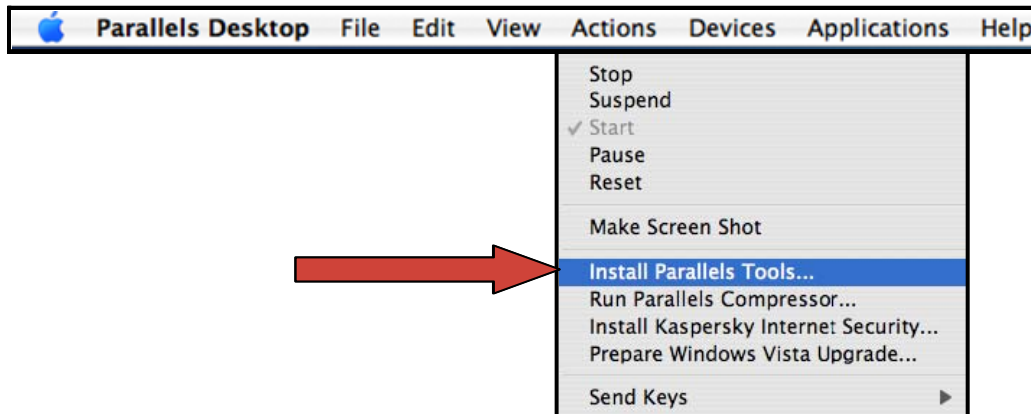 Parallels Desktop File Edit View Actions Devices Applications Help
Stop
Suspend
✓ Start
Pause
Reset
Make Screen Shot
Install Parallels Tools...
Run Parallels Compressor...
Install Kaspersky Internet Security...
Prepare Windows Vista Upgrade...
Send Keys